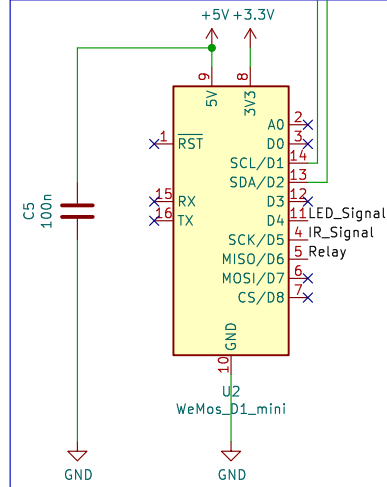 +5V +3.3V
9 8
5V 3V3
A0 2
D0 3
1 RST
SCL/D1 14
SDA/D2 13
15 RX
D3 12
16 TX
D4 11 LED_Signal
SCK/D5 4 IR_Signal
MISO/D6 5 Relay
MOSI/D7 6
CS/D8 7
C5
100n
GND
10
U2
WeMos_D1_mini
GND GND